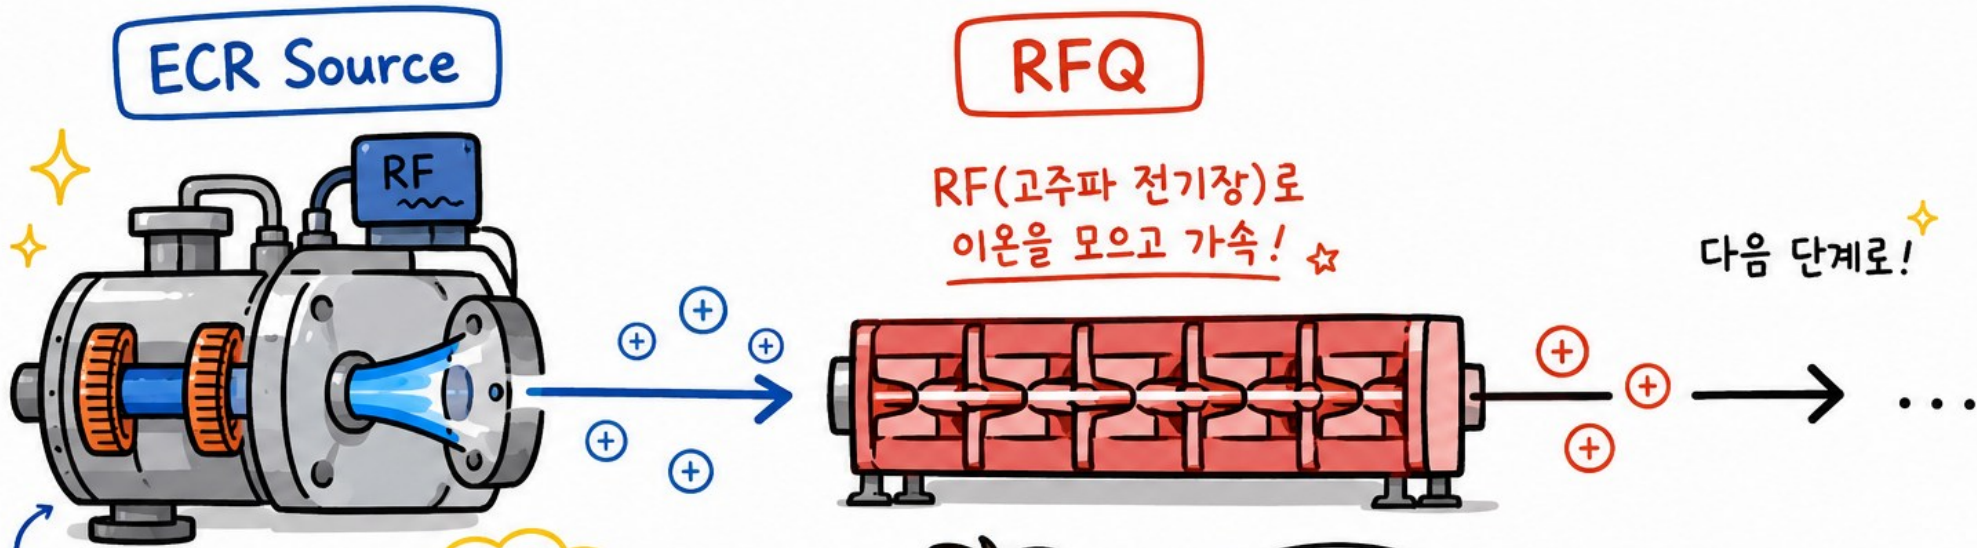 ECR Source
RFQ
RF
RF(고주파 전기장)로
이온을 모으고 가속!
다음 단계로!
...